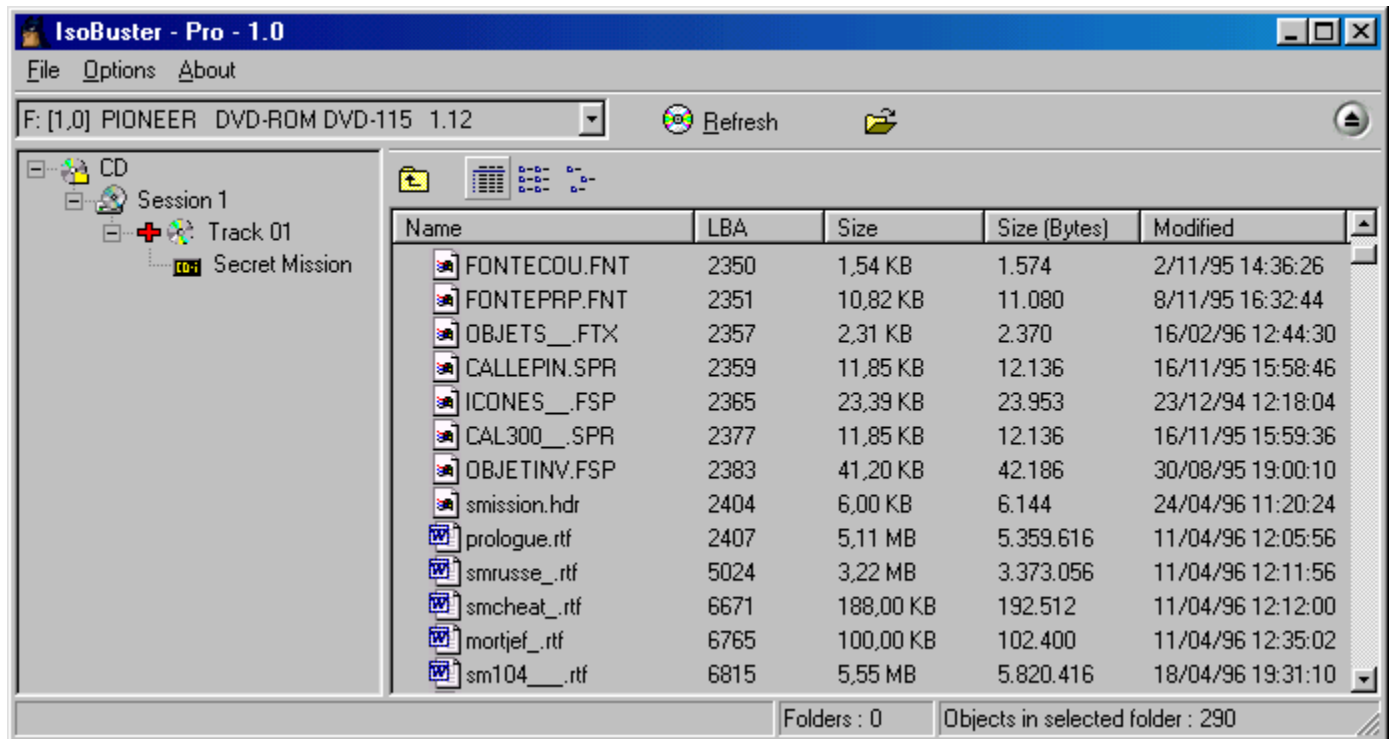 IsoBuster - Pro - 1.0
File Options About
F: [1,0] PIONEER DVD-ROM DVD-115 1.12 Refresh
CD
Session 1
Track 01
CD-i Secret Mission
Name LBA Size Size (Bytes) Modified
FONTECOU.FNT 2350 1,54 KB 1.574 2/11/95 14:36:26
FONTEPRP.FNT 2351 10,82 KB 11.080 8/11/95 16:32:44
OBJETS__.FTX 2357 2,31 KB 2.370 16/02/96 12:44:30
CALLEPIN.SPR 2359 11,85 KB 12.136 16/11/95 15:58:46
ICONES__.FSP 2365 23,39 KB 23.953 23/12/94 12:18:04
CAL300__.SPR 2377 11,85 KB 12.136 16/11/95 15:59:36
OBJETINV.FSP 2383 41,20 KB 42.186 30/08/95 19:00:10
smission.hdr 2404 6,00 KB 6.144 24/04/96 11:20:24
prologue.rtf 2407 5,11 MB 5.359.616 11/04/96 12:05:56
smrusse_.rtf 5024 3,22 MB 3.373.056 11/04/96 12:11:56
smcheat_.rtf 6671 188,00 KB 192.512 11/04/96 12:12:00
mortjef_.rtf 6765 100,00 KB 102.400 11/04/96 12:35:02
sm104___.rtf 6815 5,55 MB 5.820.416 18/04/96 19:31:10
Folders : 0 Objects in selected folder : 290